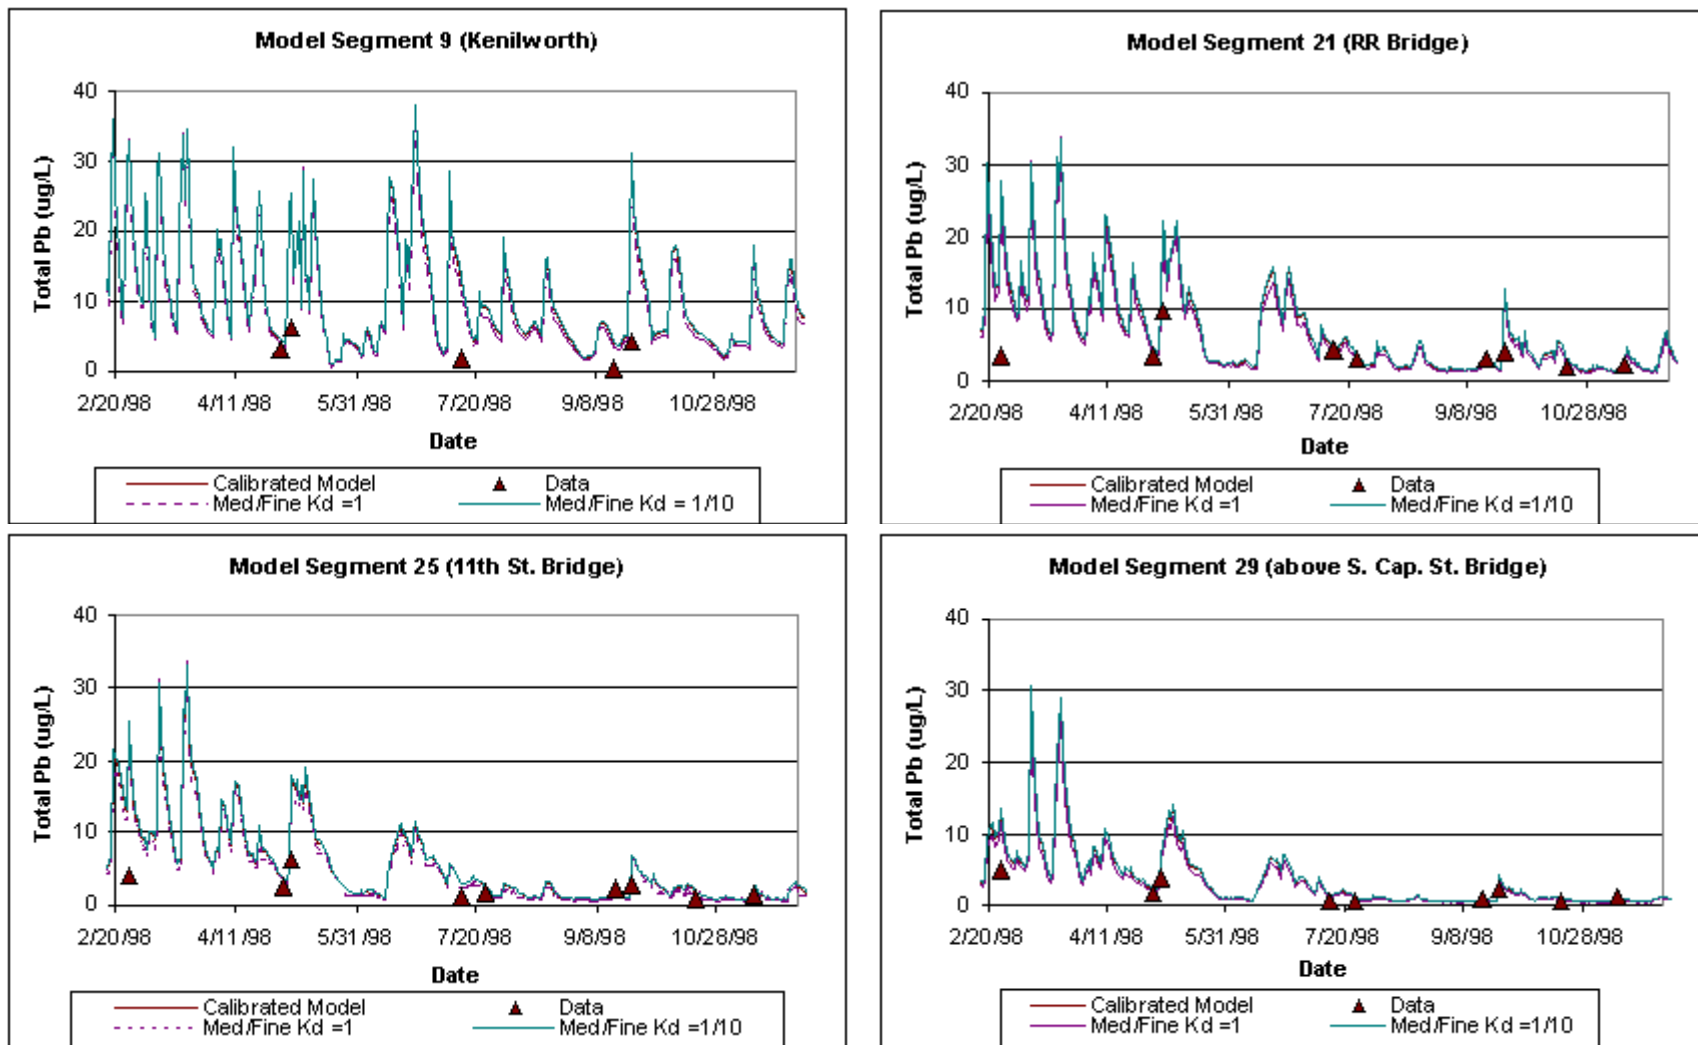 Model Segment 9 (Kenilworth)
Total Pb (ug/L)
40
30
20
10
0
2/20/98 4/11/98 5/31/98 7/20/98 9/8/98 10/28/98
Date
Calibrated Model Data
Med/Fine Kd =1 Med/Fine Kd = 1/10
Model Segment 21 (RR Bridge)
Total Pb (ug/L)
40
30
20
10
0
2/20/98 4/11/98 5/31/98 7/20/98 9/8/98 10/28/98
Date
Calibrated Model Data
Med/Fine Kd =1 Med/Fine Kd =1/10
Model Segment 25 (11th St. Bridge)
Total Pb (ug/L)
40
30
20
10
0
2/20/98 4/11/98 5/31/98 7/20/98 9/8/98 10/28/98
Date
Calibrated Model Data
Med/Fine Kd =1 Med/Fine Kd =1/10
Model Segment 29 (above S. Cap. St. Bridge)
Total Pb (ug/L)
40
30
20
10
0
2/20/98 4/11/98 5/31/98 7/20/98 9/8/98 10/28/98
Date
Calibrated Model Data
Med/Fine Kd =1 Med/Fine Kd =1/10